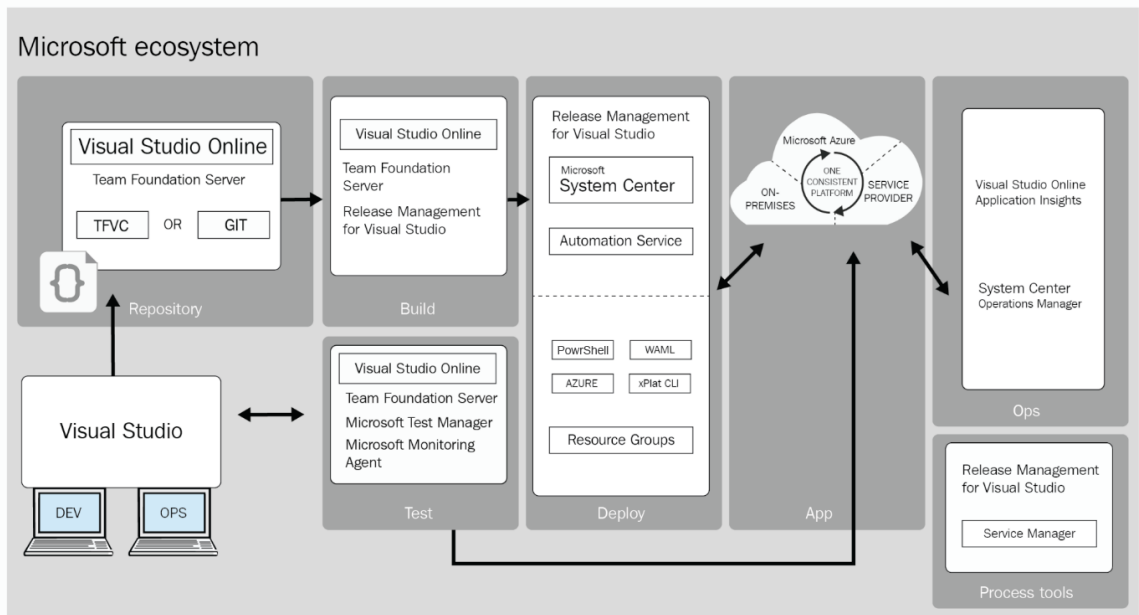 Microsoft ecosystem
Visual Studio Online
Team Foundation Server
TFVC
OR
GIT
{}
Repository
Visual Studio Online
Team Foundation
Server
Release Management
for Visual Studio
Build
Release Management
for Visual Studio
Microsoft
System Center
Automation Service
PowrShell
WAML
AZURE
xPlat CLI
Resource Groups
Deploy
Microsoft Azure
ONE
CONSISTENT
PLATFORM
ON-
PREMISES
SERVICE
PROVIDER
App
Visual Studio Online
Application Insights
System Center
Operations Manager
Ops
Visual Studio
DEV
OPS
Visual Studio Online
Team Foundation Server
Microsoft Test Manager
Microsoft Monitoring
Agent
Test
Release Management
for Visual Studio
Service Manager
Process tools